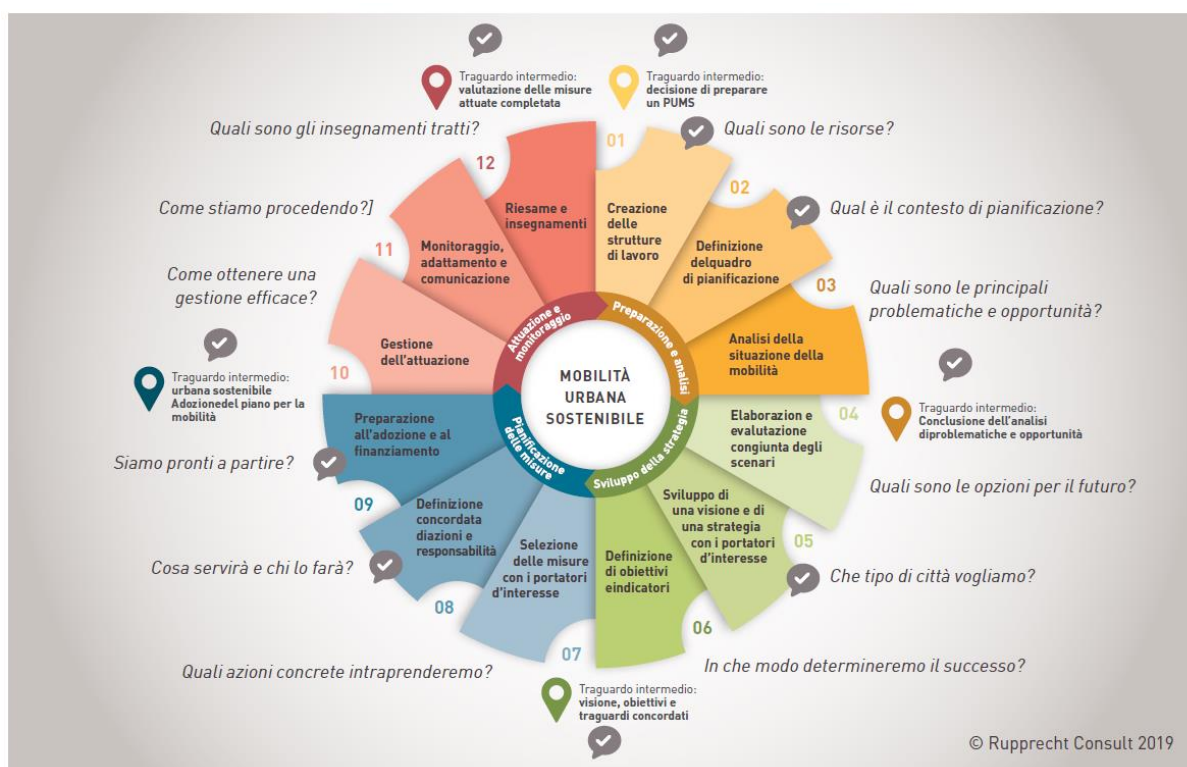 Traguardo intermedio:
valutazione delle misure
attuate completata
Traguardo intermedio:
decisione di preparare
un PUMS
Quali sono gli insegnamenti tratti?
Quali sono le risorse?
01
Creazione
delle
strutture
di lavoro
02
Definizione
delquadro
di pianificazione
Qual è il contesto di pianificazione?
03
Analisi della
situazione della
mobilità
Quali sono le principali
problematiche e opportunità?
Traguardo intermedio:
Conclusione dell'analisi
diproblematiche e opportunità
04
Elaborazion e
evalutazione
congiunta degli
scenari
Quali sono le opzioni per il futuro?
05
Sviluppo di
una visione e di
una strategia
con i portatori
d'interesse
Che tipo di città vogliamo?
06
Definizione
di obiettivi
eindicatori
In che modo determineremo il successo?
Traguardo intermedio:
visione, obiettivi e
traguardi concordati
07
Selezione
delle misure
con i portatori
d'interesse
Quali azioni concrete intraprenderemo?
08
Definizione
concordata
diazioni e
responsabilità
Cosa servirà e chi lo farà?
09
Preparazione
all'adozione e al
finanziamento
Siamo pronti a partire?
Traguardo intermedio:
urbana sostenibile
Adozionedel piano per la
mobilità
10
Gestione
dell'attuazione
Come ottenere una
gestione efficace?
11
Monitoraggio,
adattamento e
comunicazione
Come stiamo procedendo?]
12
Riesame e
insegnamenti
Preparazione e analisi
Sviluppo della strategia
Pianificazione
delle misure
Attuazione e
monitoraggio
MOBILITÀ
URBANA
SOSTENIBILE
© Rupprecht Consult 2019